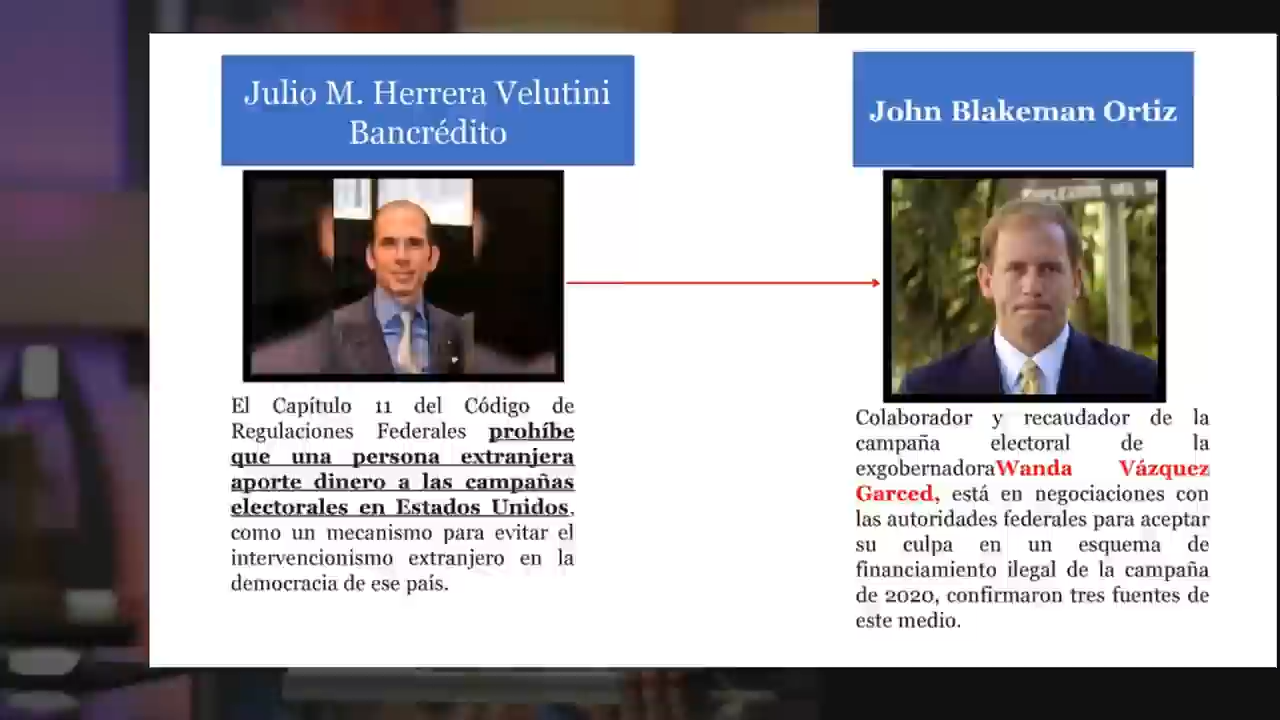 Julio M. Herrera Velutini
Bancrédito
El Capítulo 11 del Código de
Regulaciones Federales prohíbe
que una persona extranjera
aporte dinero a las campañas
electorales en Estados Unidos,
como un mecanismo para evitar el
intervencionismo extranjero en la
democracia de ese país.
John Blakeman Ortiz
Colaborador y recaudador de la
campaña electoral de la
exgobernadoraWanda Vázquez
Garced, está en negociaciones con
las autoridades federales para aceptar
su culpa en un esquema de
financiamiento ilegal de la campaña
de 2020, confirmaron tres fuentes de
este medio.